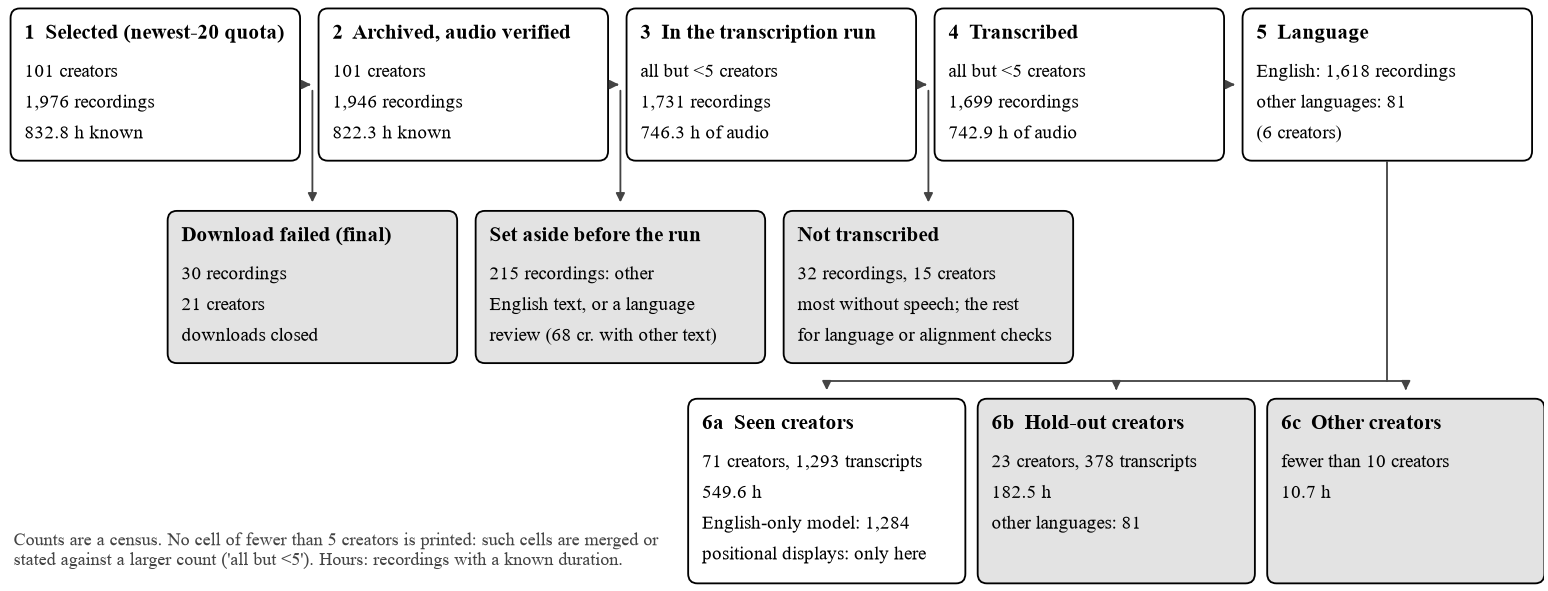 1 Selected (newest-20 quota)
101 creators
1,976 recordings
832.8 h known
2 Archived, audio verified
101 creators
1,946 recordings
822.3 h known
3 In the transcription run
all but <5 creators
1,731 recordings
746.3 h of audio
4 Transcribed
all but <5 creators
1,699 recordings
742.9 h of audio
5 Language
English: 1,618 recordings
other languages: 81
(6 creators)
Download failed (final)
30 recordings
21 creators
downloads closed
Set aside before the run
215 recordings: other
English text, or a language
review (68 cr. with other text)
Not transcribed
32 recordings, 15 creators
most without speech; the rest
for language or alignment checks
6a Seen creators
71 creators, 1,293 transcripts
549.6 h
English-only model: 1,284
positional displays: only here
6b Hold-out creators
23 creators, 378 transcripts
182.5 h
other languages: 81
6c Other creators
fewer than 10 creators
10.7 h
Counts are a census. No cell of fewer than 5 creators is printed: such cells are merged or
stated against a larger count ('all but <5'). Hours: recordings with a known duration.